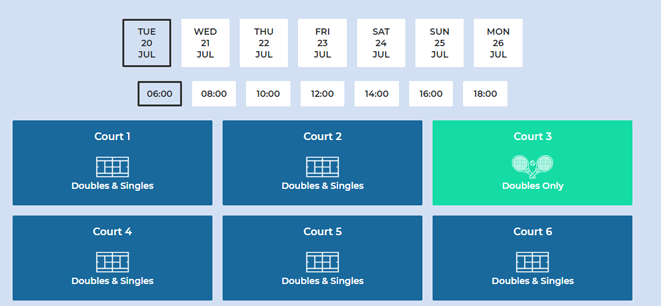 TUE WED THU FRI SAT SUN MON
20 21 22 23 24 25 26
JUL JUL JUL JUL JUL JUL JUL
06:00 08:00 10:00 12:00 14:00 16:00 18:00
Court 1 Court 2 Court 3
Doubles & Singles Doubles & Singles Doubles Only
Court 4 Court 5 Court 6
Doubles & Singles Doubles & Singles Doubles & Singles